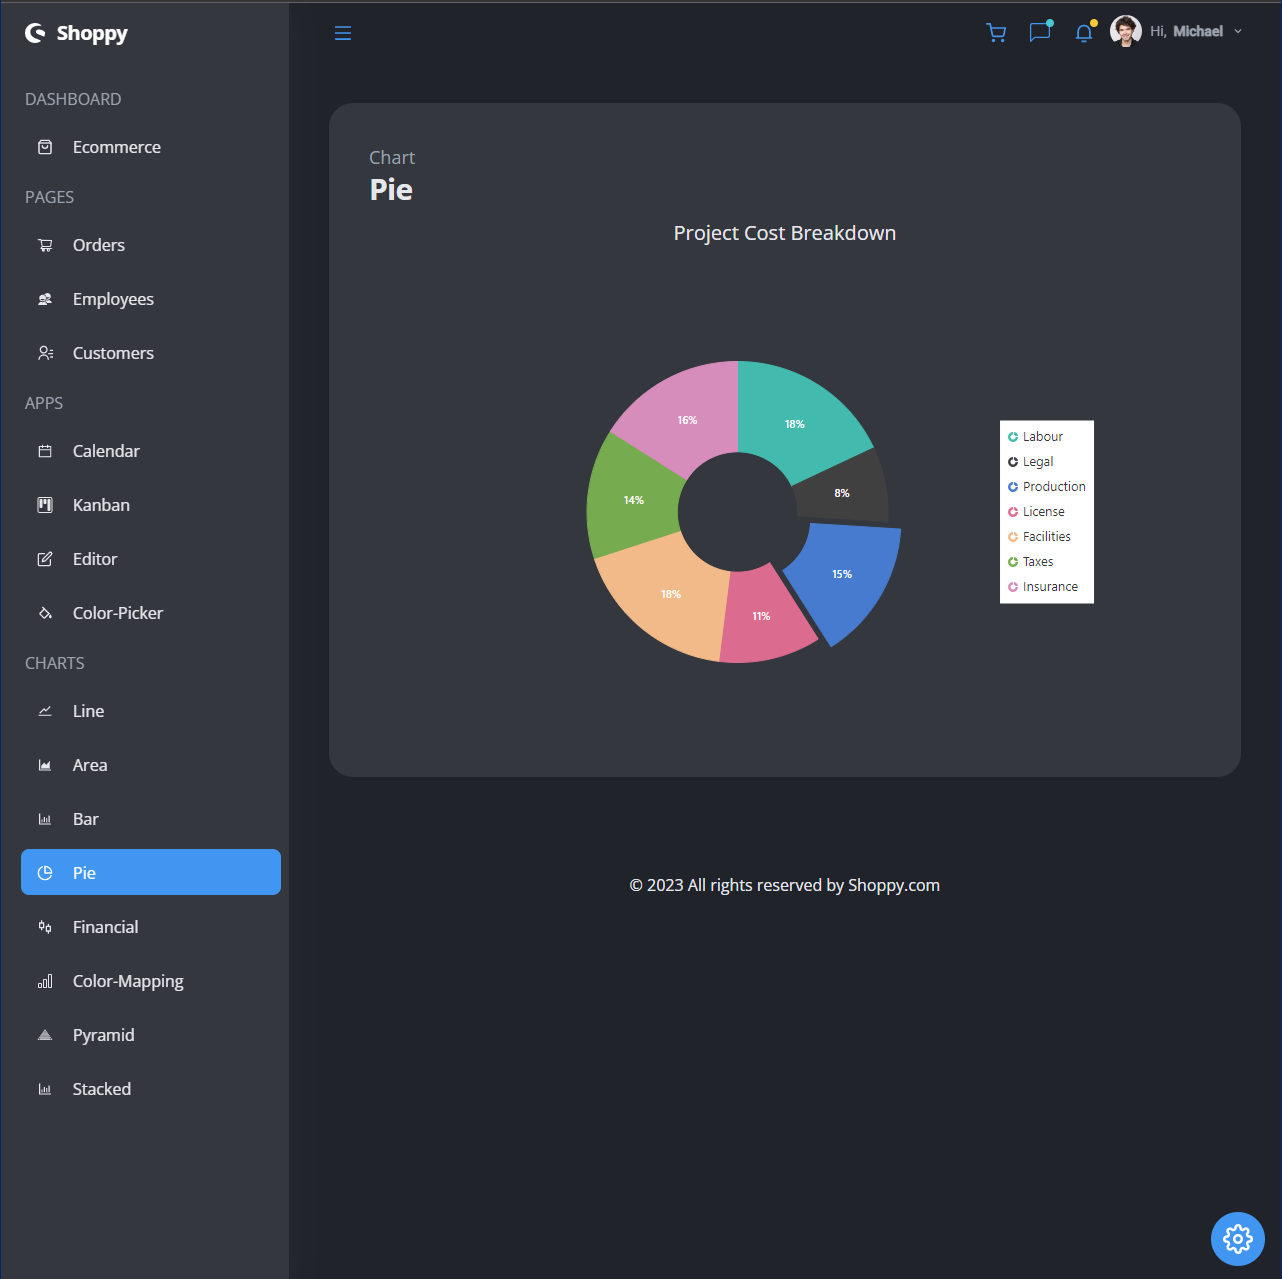 Shoppy
Hi, Michael
DASHBOARD
Ecommerce
PAGES
Orders
Employees
Customers
APPS
Calendar
Kanban
Editor
Color-Picker
CHARTS
Line
Area
Bar
Pie
Financial
Color-Mapping
Pyramid
Stacked
Chart
Pie
Project Cost Breakdown
16%
18%
8%
14%
15%
18%
11%
Labour
Legal
Production
License
Facilities
Taxes
Insurance
© 2023 All rights reserved by Shoppy.com